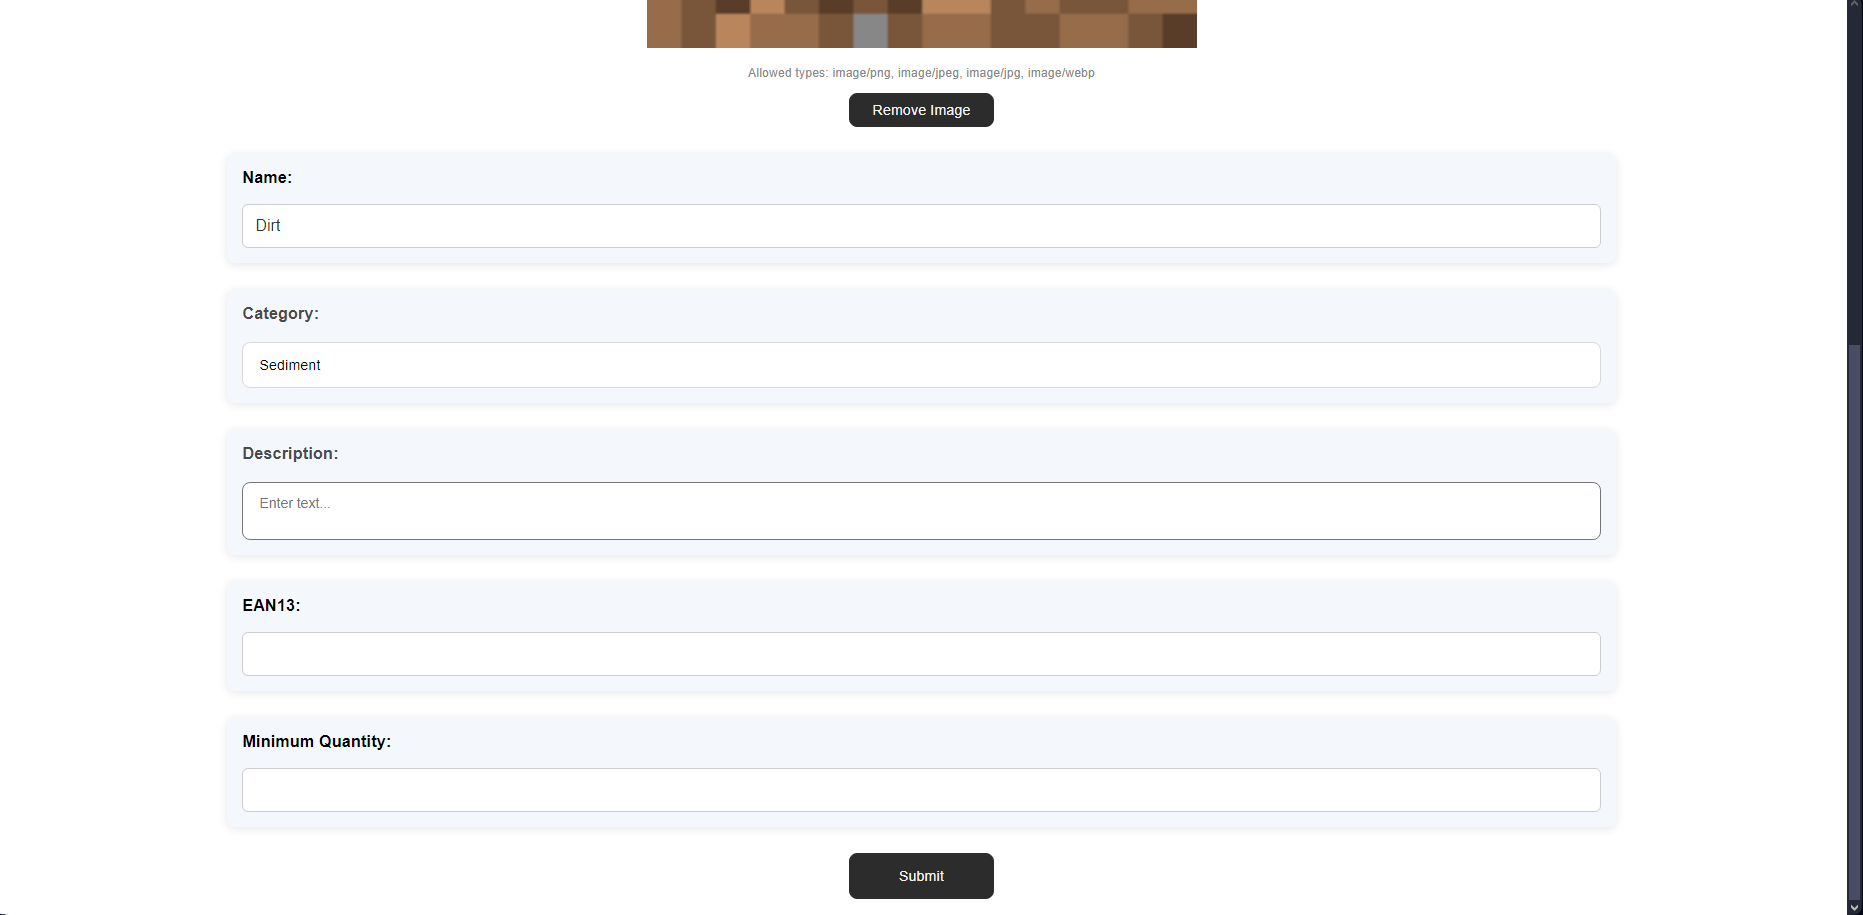 Allowed types: image/png, image/jpeg, image/jpg, image/webp
Remove Image
Name:
Dirt
Category:
Sediment
Description:
Enter text...
EAN13:
Minimum Quantity:
Submit